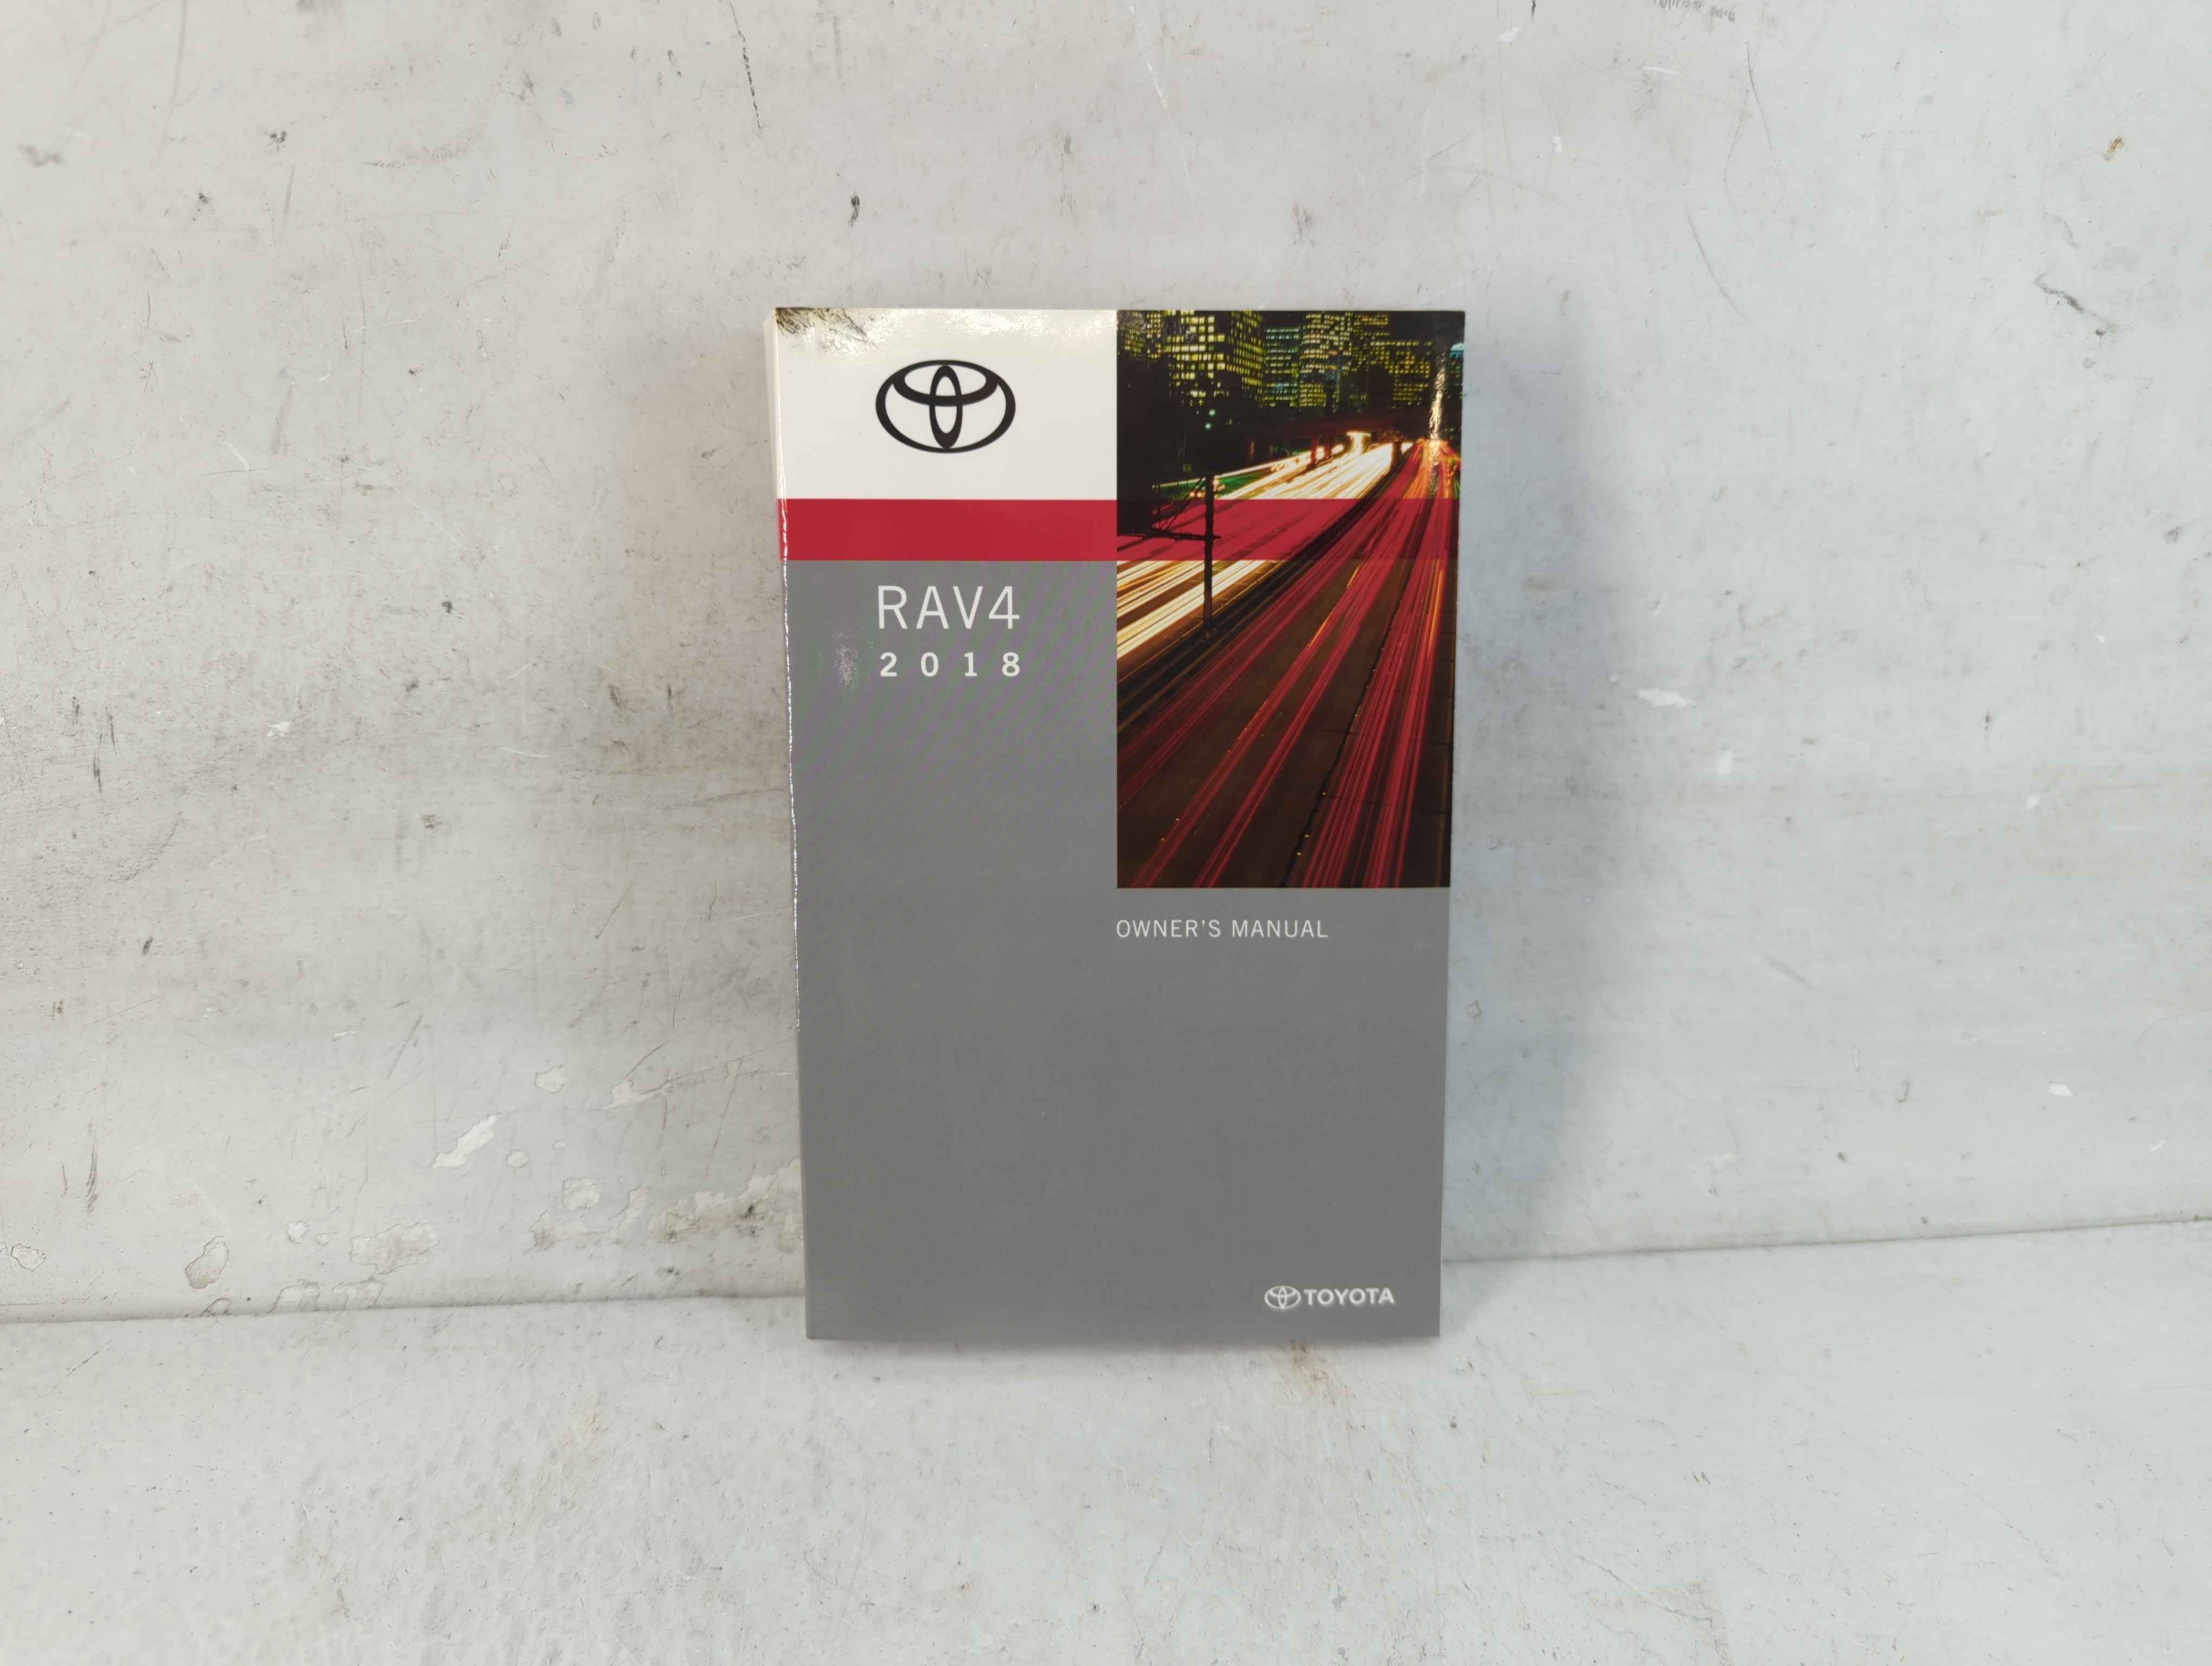 RAV4
2018
OWNER'S MANUAL
TOYOTA